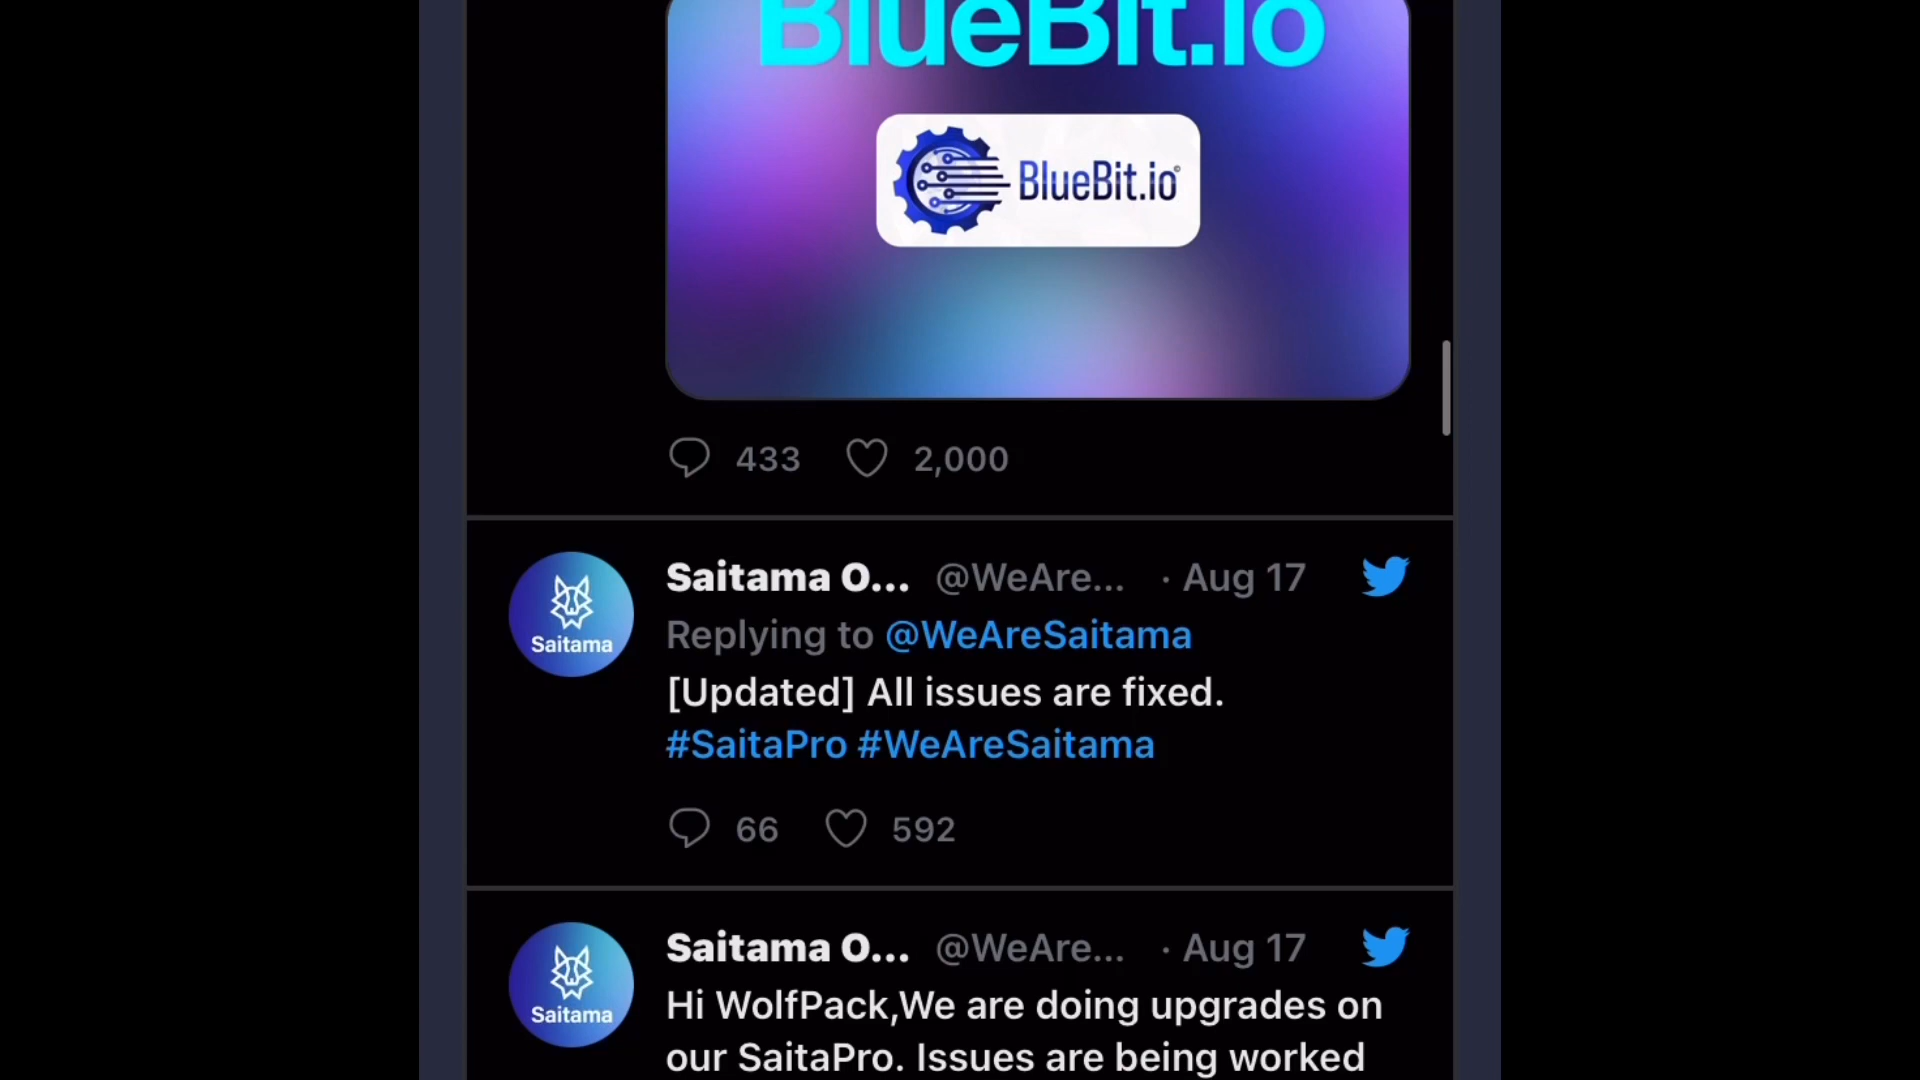 BlueBit.io
BlueBit.io
433 2,000
Saitama O... @WeAre... · Aug 17
Replying to @WeAreSaitama
[Updated] All issues are fixed.
#SaitaPro #WeAreSaitama
Saitama
66 592
Saitama O... @WeAre... · Aug 17
Hi WolfPack,We are doing upgrades on
our SaitaPro. Issues are being worked
Saitama